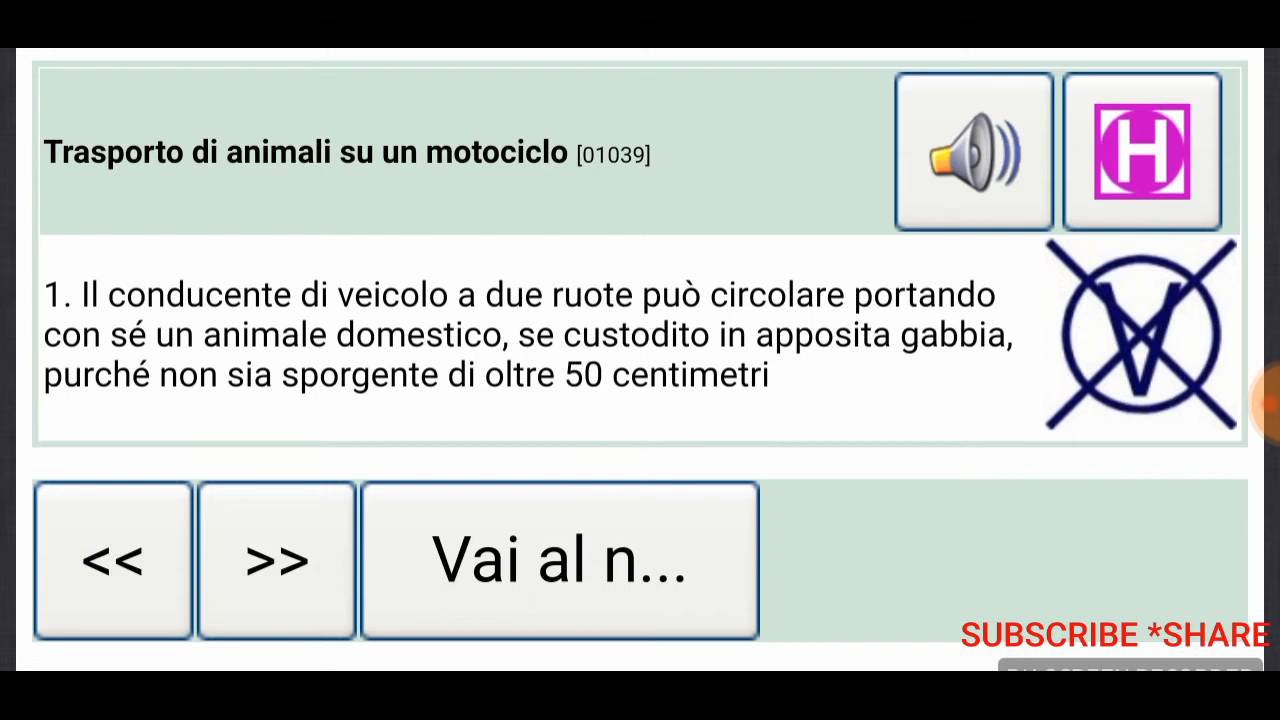 Trasporto di animali su un motociclo [01039]
H
1. Il conducente di veicolo a due ruote può circolare portando
con sé un animale domestico, se custodito in apposita gabbia,
purché non sia sporgente di oltre 50 centimetri
V
<< >> Vai al n...
SUBSCRIBE *SHARE